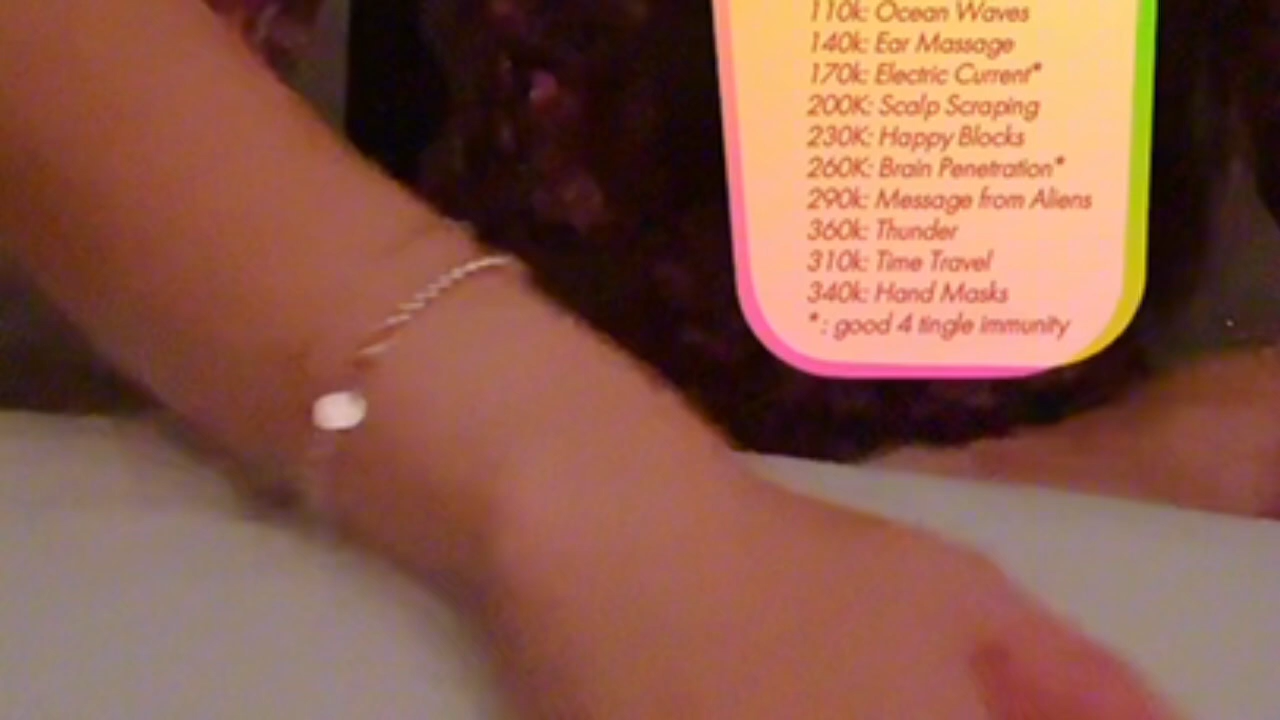 110k: Ocean Waves
140k: Ear Massage
170k: Electric Current*
200K: Scalp Scraping
230K: Happy Blocks
260K: Brain Penetration*
290k: Message from Aliens
360k: Thunder
310k: Time Travel
340k: Hand Masks
*: good 4 tingle immunity